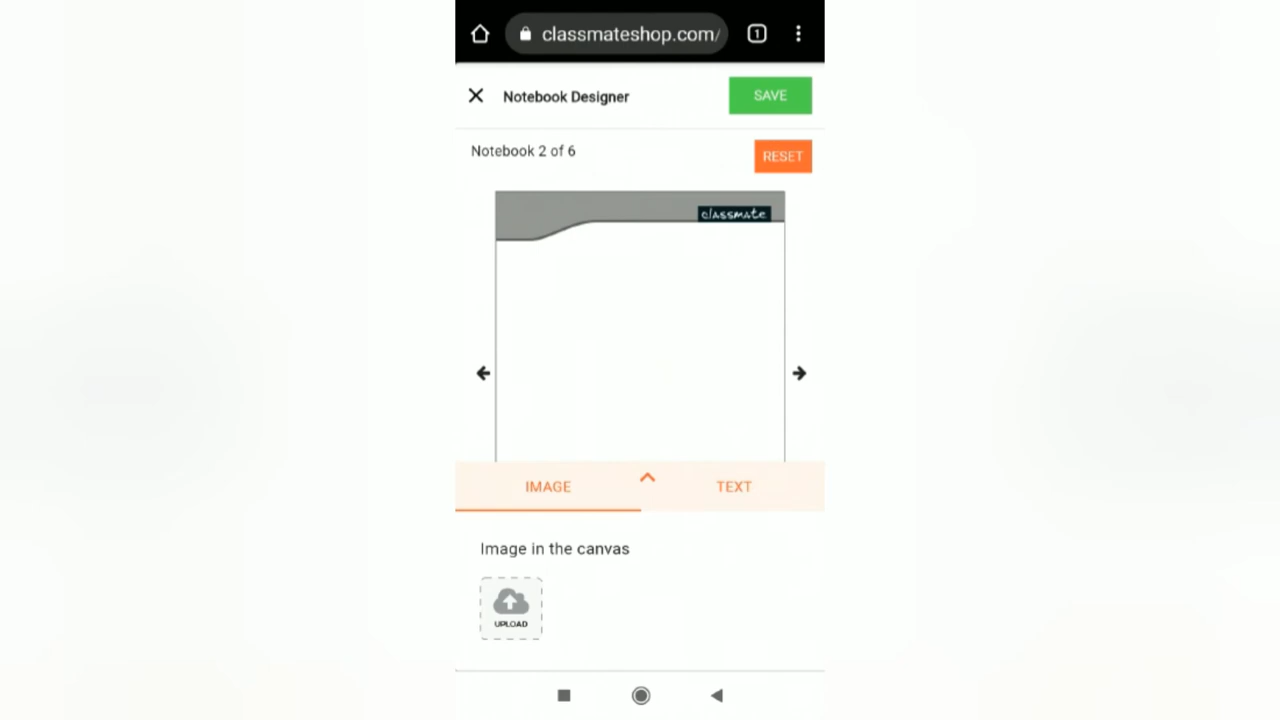 classmateshop.com/
1
Notebook Designer
SAVE
Notebook 2 of 6
RESET
classmate
IMAGE
TEXT
Image in the canvas
UPLOAD